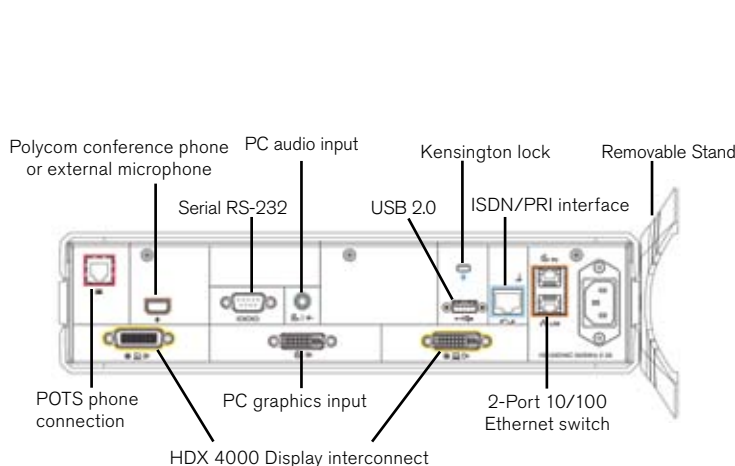 Polycom conference phone
or external microphone
PC audio input
Kensington lock
Removable Stand
Serial RS-232
USB 2.0
ISDN/PRI interface
POTS phone
connection
PC graphics input
2-Port 10/100
Ethernet switch
HDX 4000 Display interconnect